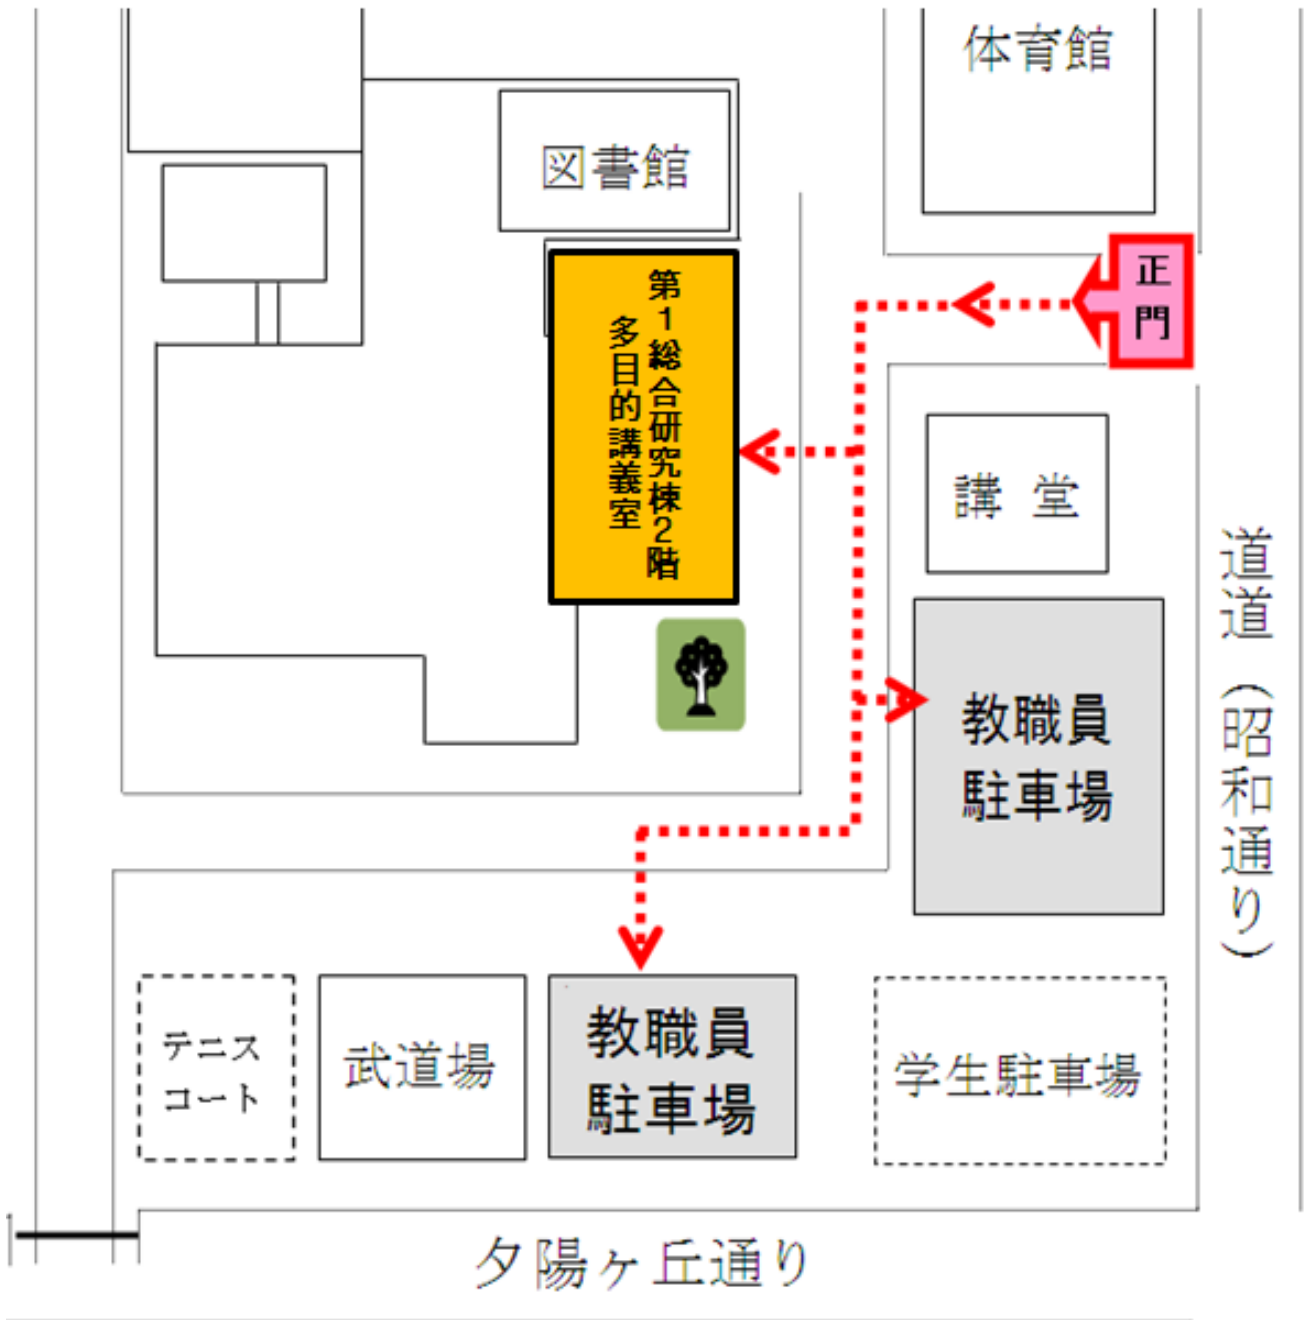 体育館
図書館
正門
第1総合研究棟2階
多目的講義室
講 堂
道道(昭和通り)
教職員
駐車場
テニス
コート
武道場
教職員
駐車場
学生駐車場
夕陽ヶ丘通り